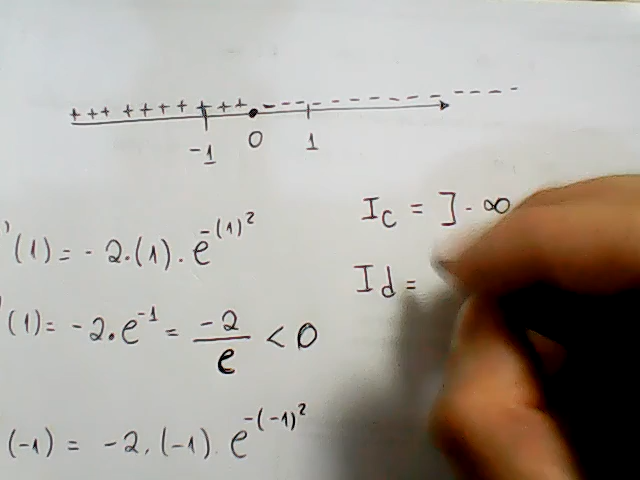 +++ ++++ + ++ - - - - - - - - - - - - - - - -
-1 0 1
Ic = ]-∞
'(1) = -2.(1).e^-(1)^2
Id =
'(1) = -2.e^-1 = -2/e < 0
(-1) = -2.(-1).e^-(-1)^2